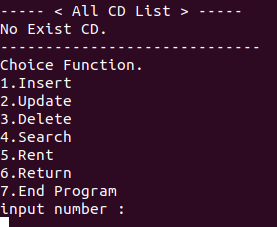 ----- < All CD List > -----
No Exist CD.
-----------------------------
Choice Function.
1.Insert
2.Update
3.Delete
4.Search
5.Rent
6.Return
7.End Program
input number :